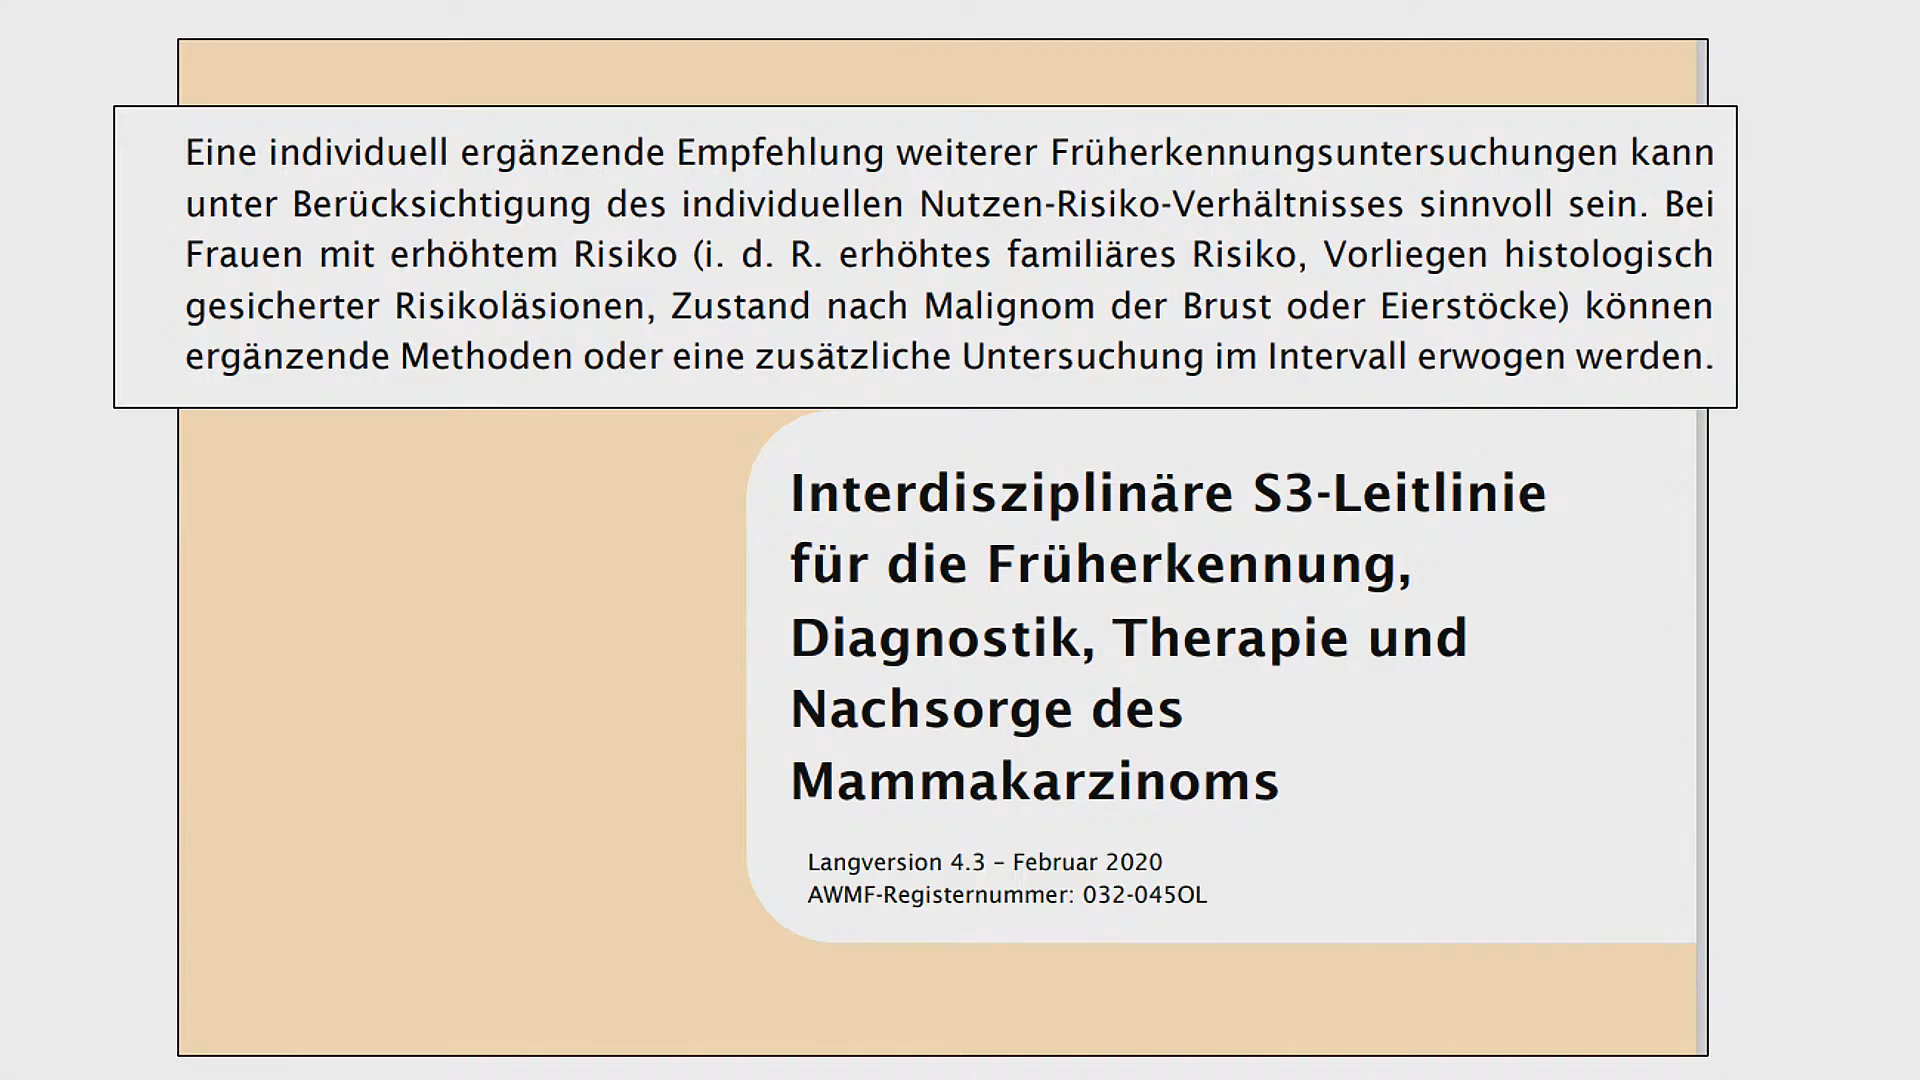 Eine individuell ergänzende Empfehlung weiterer Früherkennungsuntersuchungen kann
unter Berücksichtigung des individuellen Nutzen-Risiko-Verhältnisses sinnvoll sein. Bei
Frauen mit erhöhtem Risiko (i. d. R. erhöhtes familiäres Risiko, Vorliegen histologisch
gesicherter Risikoläsionen, Zustand nach Malignom der Brust oder Eierstöcke) können
ergänzende Methoden oder eine zusätzliche Untersuchung im Intervall erwogen werden.
Interdisziplinäre S3-Leitlinie
für die Früherkennung,
Diagnostik, Therapie und
Nachsorge des
Mammakarzinoms
Langversion 4.3 – Februar 2020
AWMF-Registernummer: 032-045OL